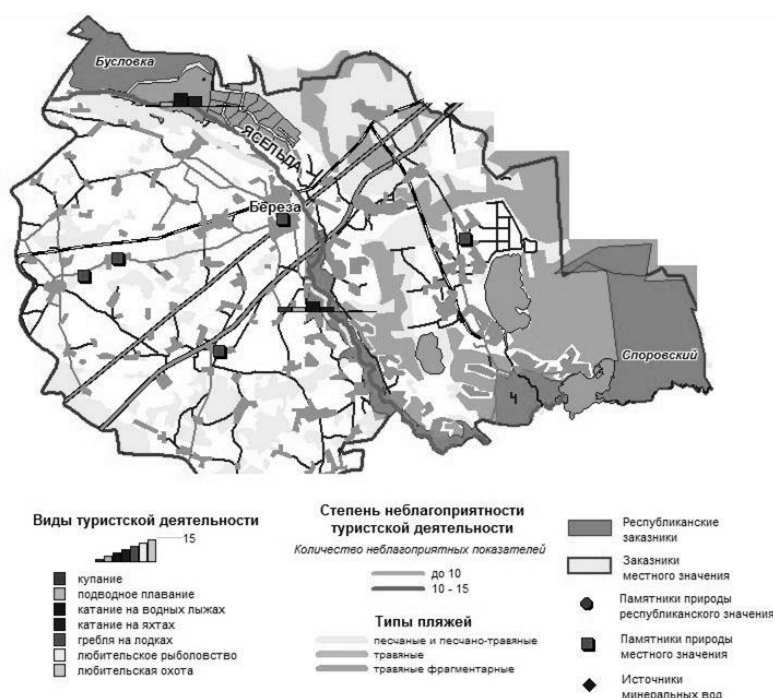 Бусловка
ЯСЕЛЬДА
Береза
Споровский
Виды туристской деятельности
15
купание
подводное плавание
катание на водных лыжах
катание на яхтах
гребля на лодках
любительское рыболовство
любительская охота
Степень неблагоприятности
туристской деятельности
Количество неблагоприятных показателей
до 10
10 - 15
Типы пляжей
песчаные и песчано-травяные
травяные
травяные фрагментарные
Республиканские
заказники
Заказники
местного значения
Памятники природы
республиканского значения
Памятники природы
местного значения
Источники
минеральных вод